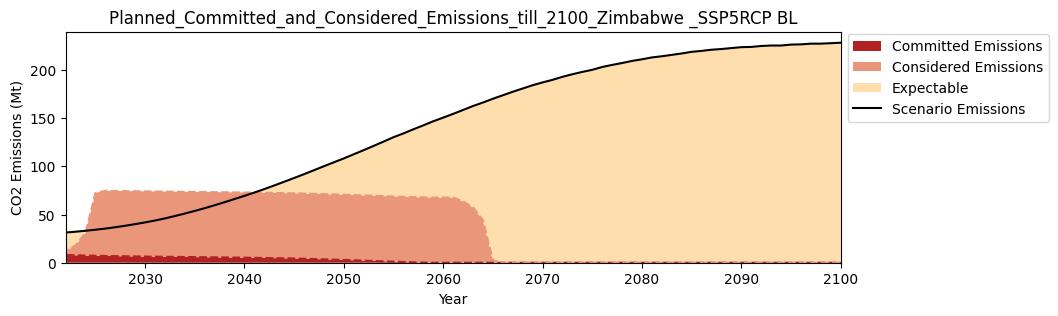 Planned_Committed_and_Considered_Emissions_till_2100_Zimbabwe _SSP5RCP BL
Committed Emissions
Considered Emissions
Expectable
Scenario Emissions
CO2 Emissions (Mt)
200
150
100
50
0
2030 2040 2050 2060 2070 2080 2090 2100
Year